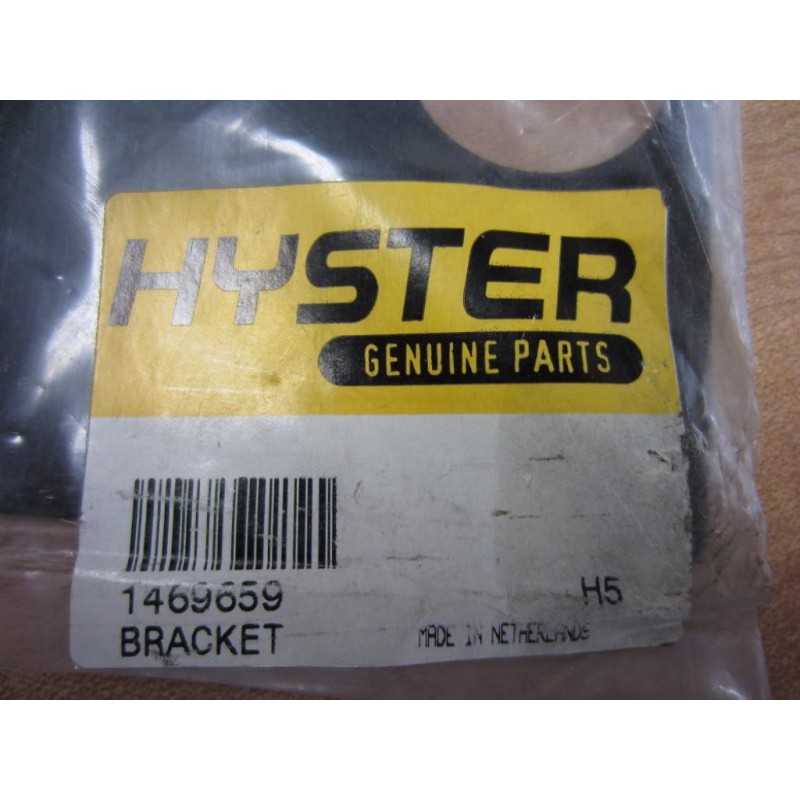 HYSTER
GENUINE PARTS
1469659 H5
BRACKET MADE IN NETHERLANDS